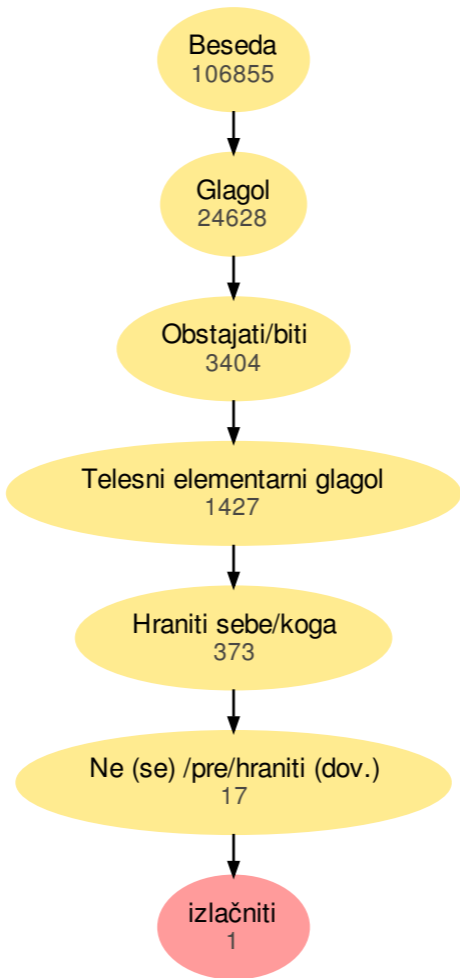 Beseda
106855
Glagol
24628
Obstajati/biti
3404
Telesni elementarni glagol
1427
Hraniti sebe/koga
373
Ne (se) /pre/hraniti (dov.)
17
izlačniti
1